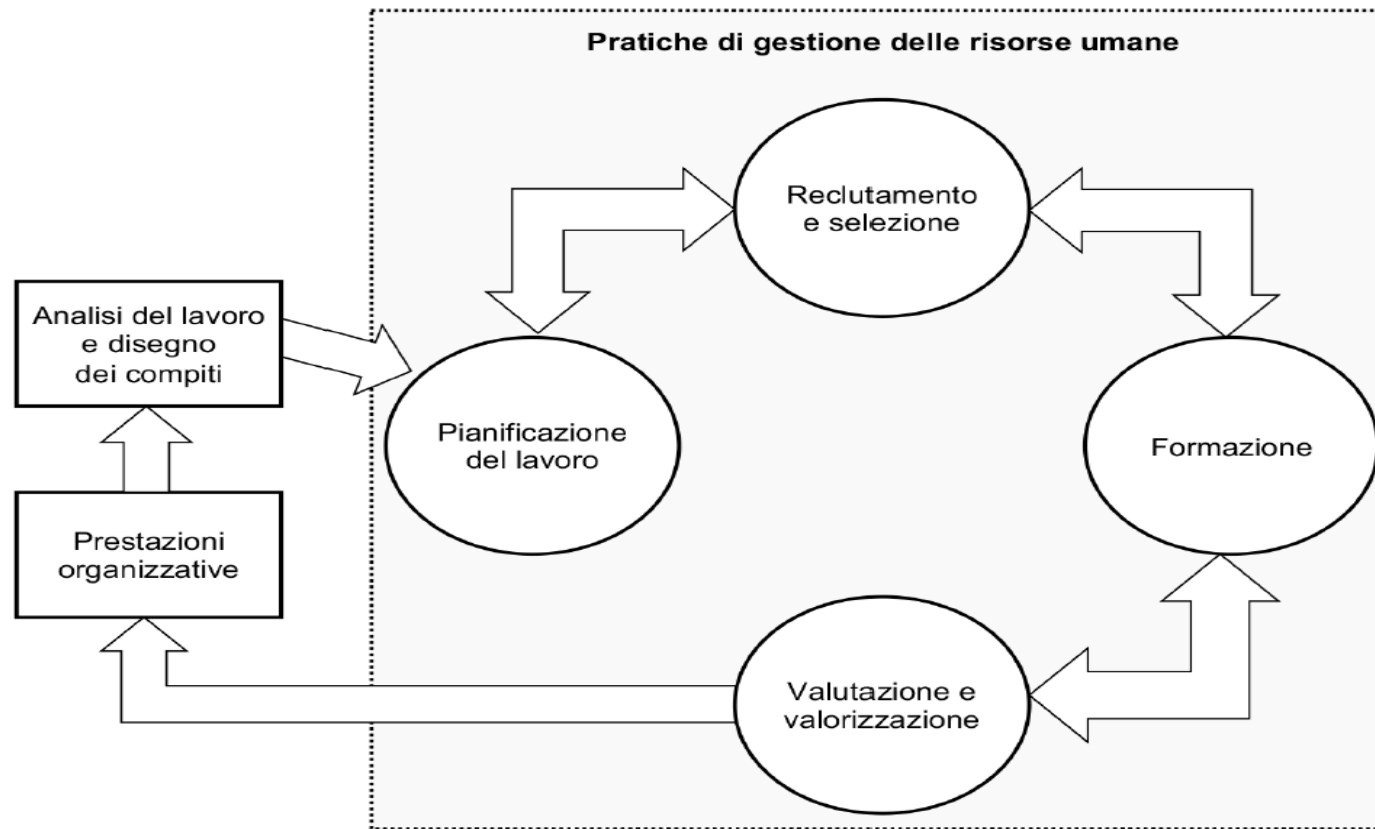 Pratiche di gestione delle risorse umane
Reclutamento
e selezione
Analisi del lavoro
e disegno
dei compiti
Pianificazione
del lavoro
Formazione
Prestazioni
organizzative
Valutazione e
valorizzazione